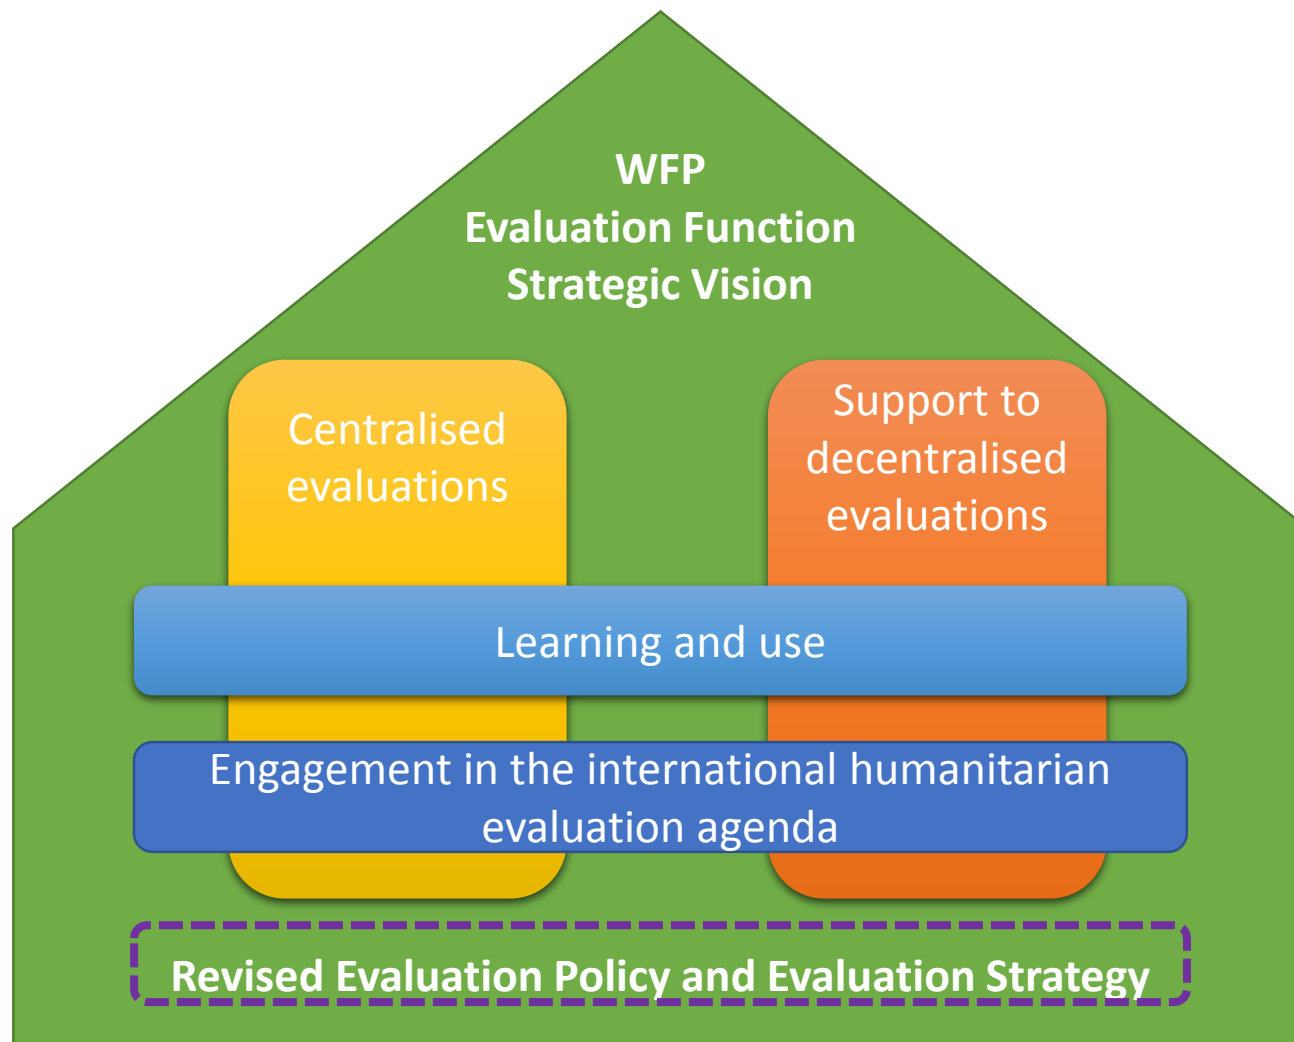 WFP
Evaluation Function
Strategic Vision
Centralised
evaluations
Support to
decentralised
evaluations
Learning and use
Engagement in the international humanitarian
evaluation agenda
Revised Evaluation Policy and Evaluation Strategy